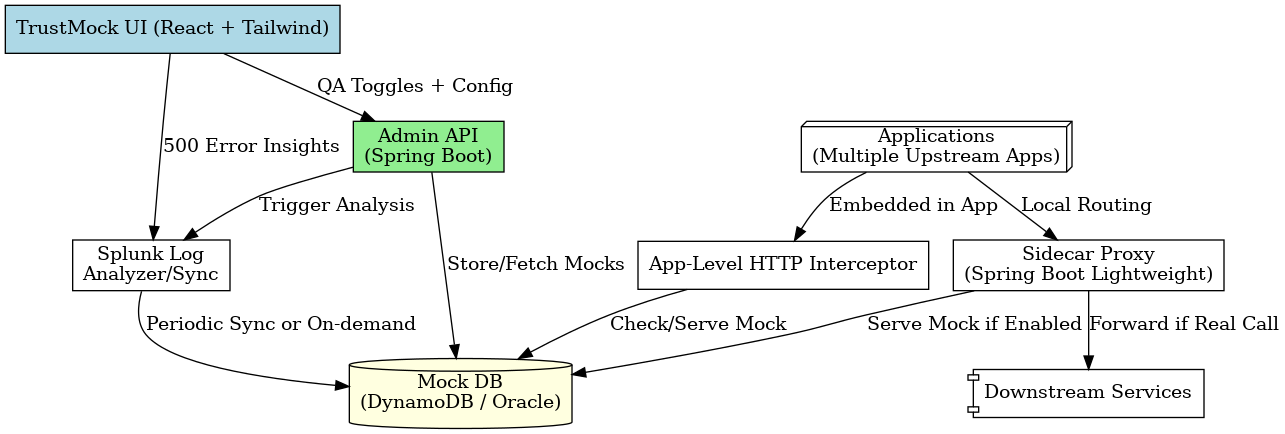 TrustMock UI (React + Tailwind)
QA Toggles + Config
500 Error Insights
Admin API
(Spring Boot)
Applications
(Multiple Upstream Apps)
Trigger Analysis
Embedded in App
Local Routing
Splunk Log
Analyzer/Sync
Store/Fetch Mocks
App-Level HTTP Interceptor
Sidecar Proxy
(Spring Boot Lightweight)
Periodic Sync or On-demand
Check/Serve Mock
Serve Mock if Enabled
Forward if Real Call
Mock DB
(DynamoDB / Oracle)
Downstream Services